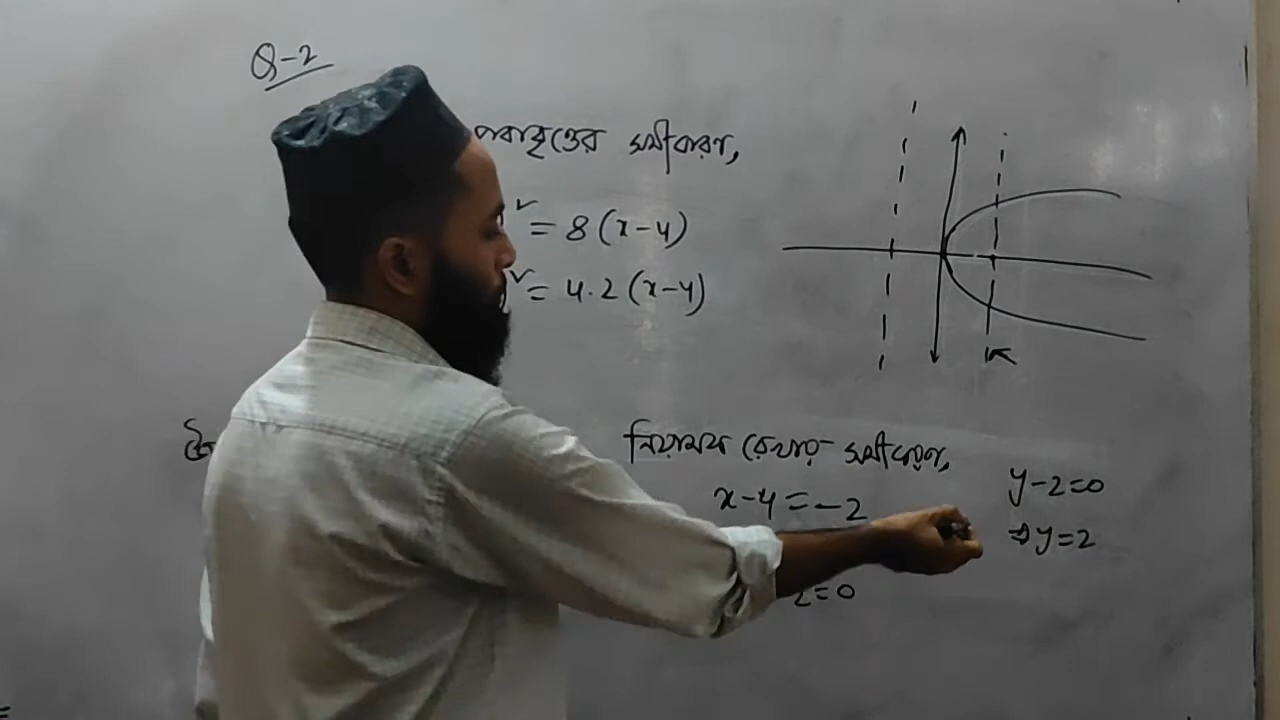 Q-2
পরাবৃত্তের সমীকরণ,
= 8(x-4)
= 4.2(x-4)
নিয়ামক রেখার সমীকরণ,
x-4=-2
2=0
y-2=0
⇒y=2